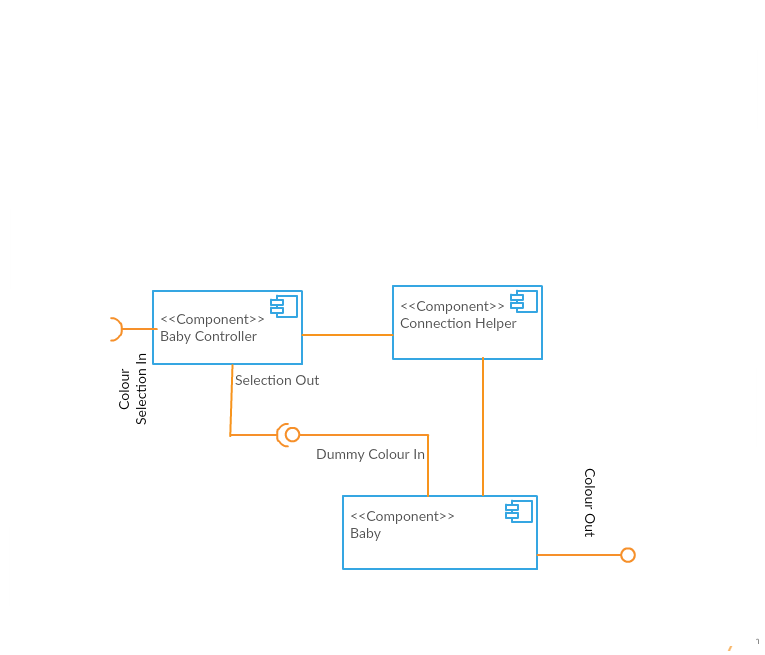 <<Component>>
Baby Controller
<<Component>>
Connection Helper
Colour
Selection In
Selection Out
Dummy Colour In
<<Component>>
Baby
Colour Out